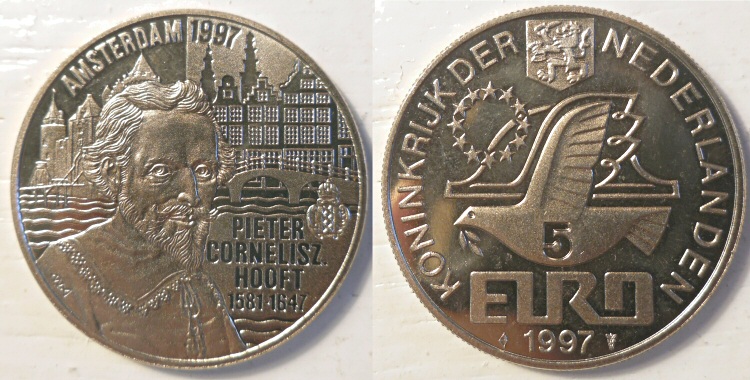 AMSTERDAM 1997
PIETER
CORNELISZ.
HOOFT
1581-1647
KONINKRIJK DER NEDERLANDEN
5
EURO
1997